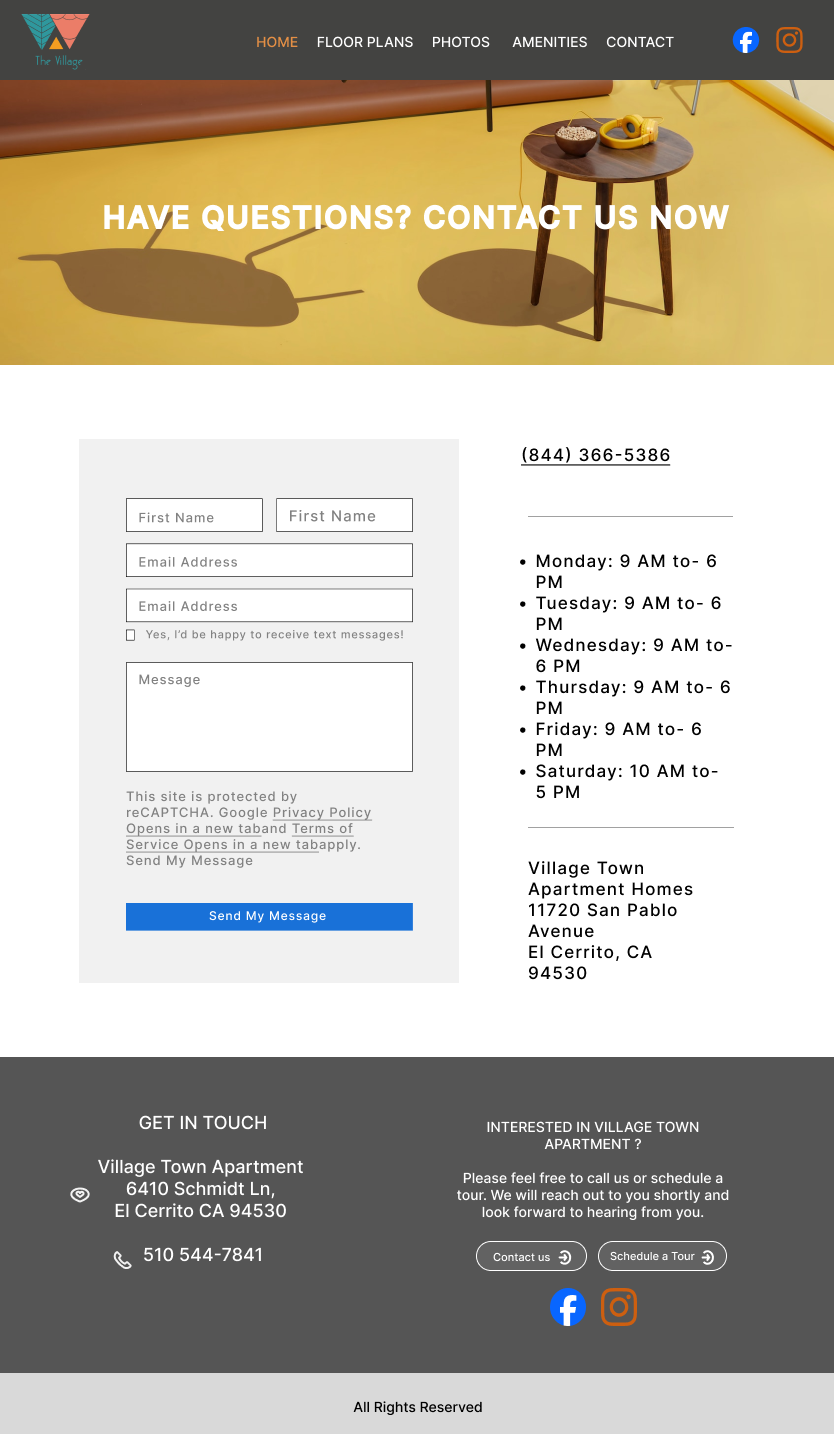 The Village
HOME FLOOR PLANS PHOTOS AMENITIES CONTACT
HAVE QUESTIONS? CONTACT US NOW
First Name
First Name
Email Address
Email Address
Yes, I'd be happy to receive text messages!
Message
This site is protected by
reCAPTCHA. Google Privacy Policy
Opens in a new taband Terms of
Service Opens in a new tabapply.
Send My Message
Send My Message
(844) 366-5386
• Monday: 9 AM to- 6
PM
• Tuesday: 9 AM to- 6
PM
• Wednesday: 9 AM to-
6 PM
• Thursday: 9 AM to- 6
PM
• Friday: 9 AM to- 6
PM
• Saturday: 10 AM to-
5 PM
Village Town
Apartment Homes
11720 San Pablo
Avenue
El Cerrito, CA
94530
GET IN TOUCH
Village Town Apartment
6410 Schmidt Ln,
El Cerrito CA 94530
510 544-7841
INTERESTED IN VILLAGE TOWN
APARTMENT ?
Please feel free to call us or schedule a
tour. We will reach out to you shortly and
look forward to hearing from you.
Contact us
Schedule a Tour
All Rights Reserved